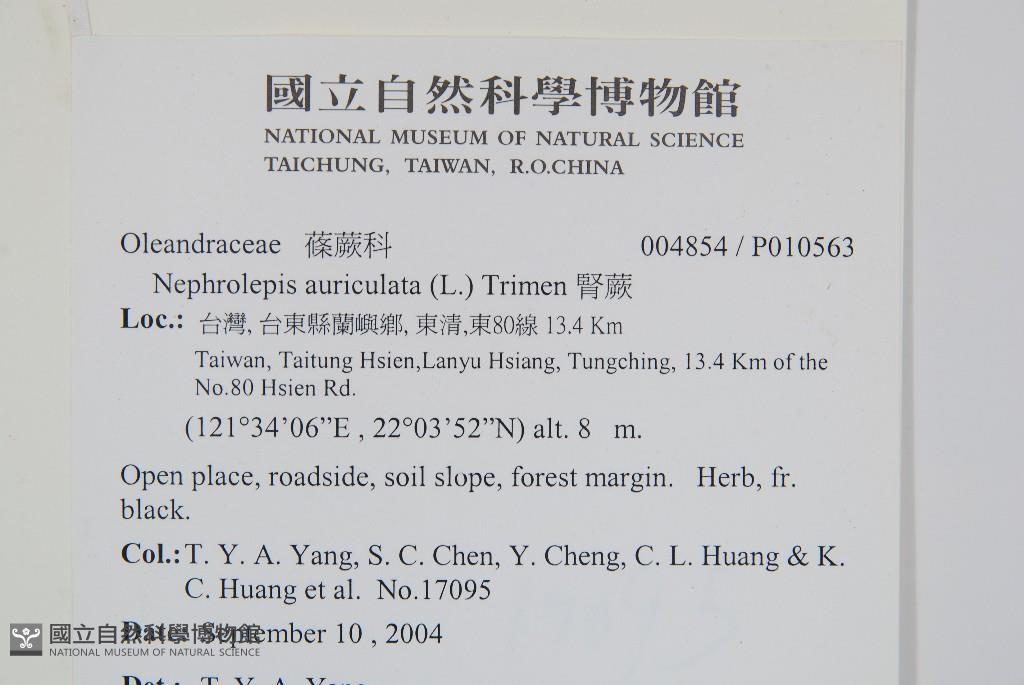 國立自然科學博物館
NATIONAL MUSEUM OF NATURAL SCIENCE
TAICHUNG, TAIWAN, R.O.CHINA
Oleandraceae 蓧蕨科 004854 / P010563
Nephrolepis auriculata (L.) Trimen 腎蕨
Loc.: 台灣, 台東縣蘭嶼鄉, 東清,東80線 13.4 Km
Taiwan, Taitung Hsien,Lanyu Hsiang, Tungching, 13.4 Km of the
No.80 Hsien Rd.
(121°34’06”E , 22°03’52”N) alt. 8 m.
Open place, roadside, soil slope, forest margin. Herb, fr.
black.
Col.: T. Y. A. Yang, S. C. Chen, Y. Cheng, C. L. Huang & K.
C. Huang et al. No.17095
Date: September 10 , 2004
國立自然科學博物館
NATIONAL MUSEUM OF NATURAL SCIENCE
Det.: T. Y. A. Yang